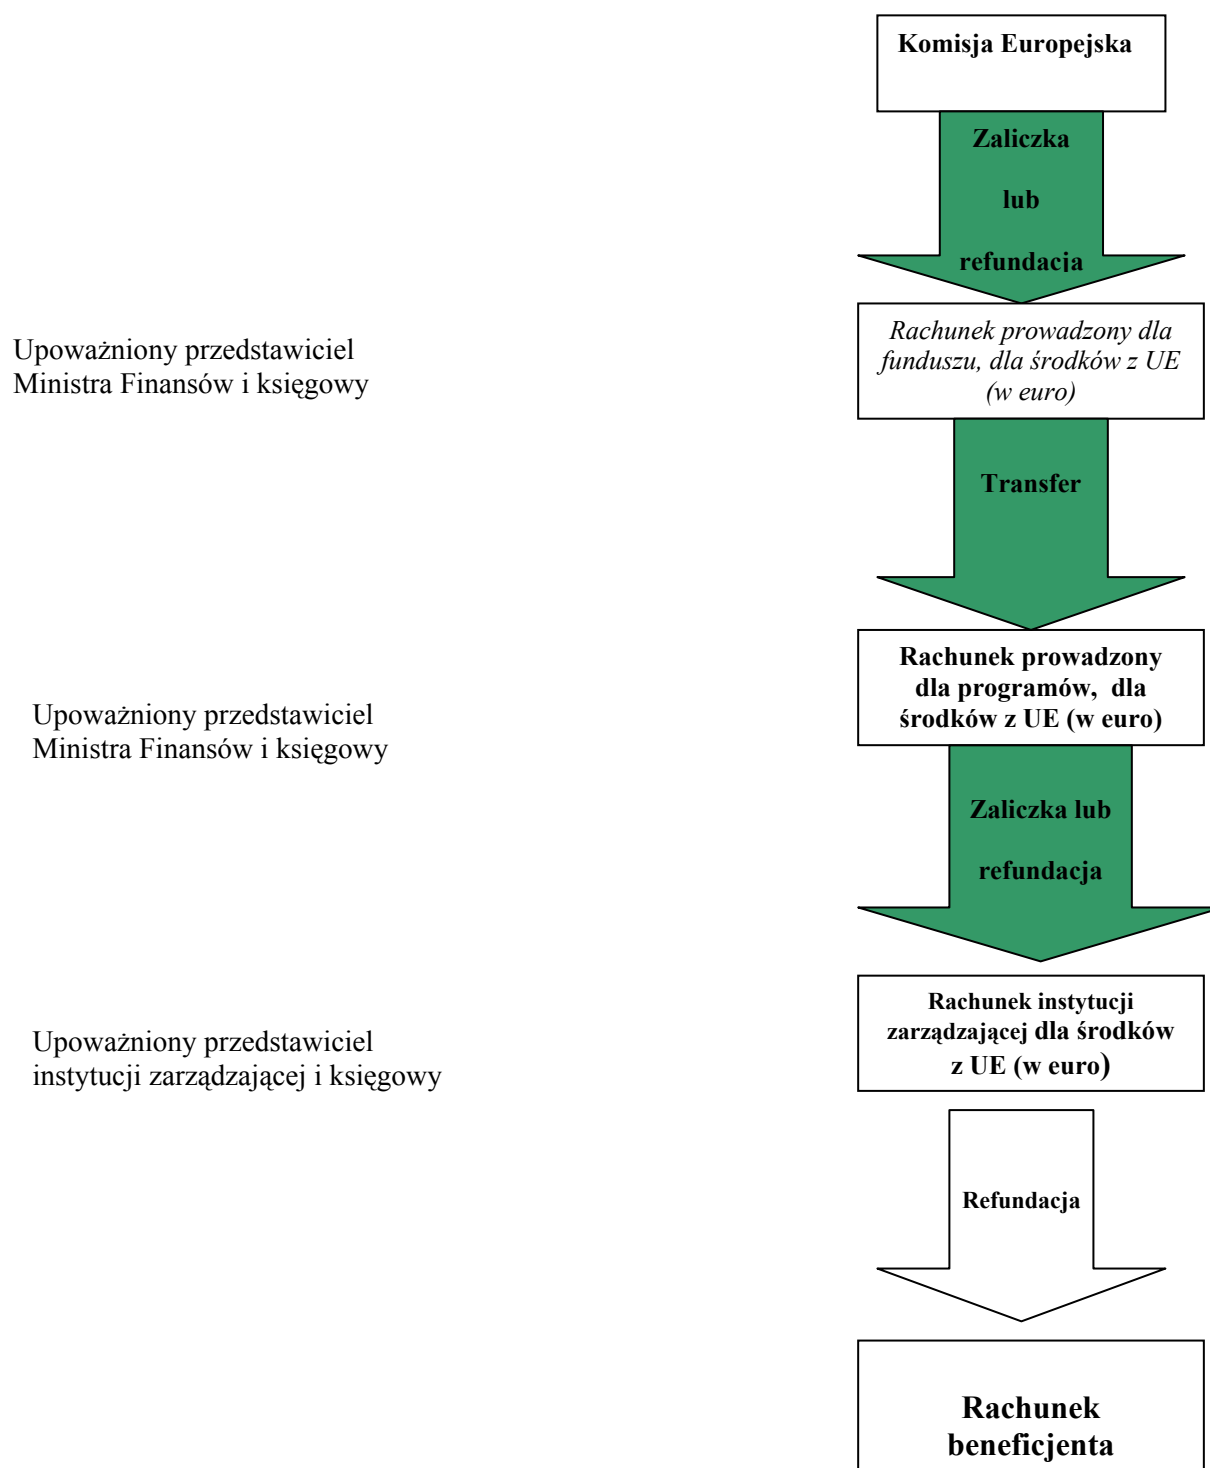 Komisja Europejska
Zaliczka
lub
refundacja
Upoważniony przedstawiciel
Ministra Finansów i księgowy
Rachunek prowadzony dla
funduszu, dla środków z UE
(w euro)
Transfer
Upoważniony przedstawiciel
Ministra Finansów i księgowy
Rachunek prowadzony
dla programów, dla
środków z UE (w euro)
Zaliczka lub
refundacja
Upoważniony przedstawiciel
instytucji zarządzającej i księgowy
Rachunek instytucji
zarządzającej dla środków
z UE (w euro)
Refundacja
Rachunek
beneficjenta